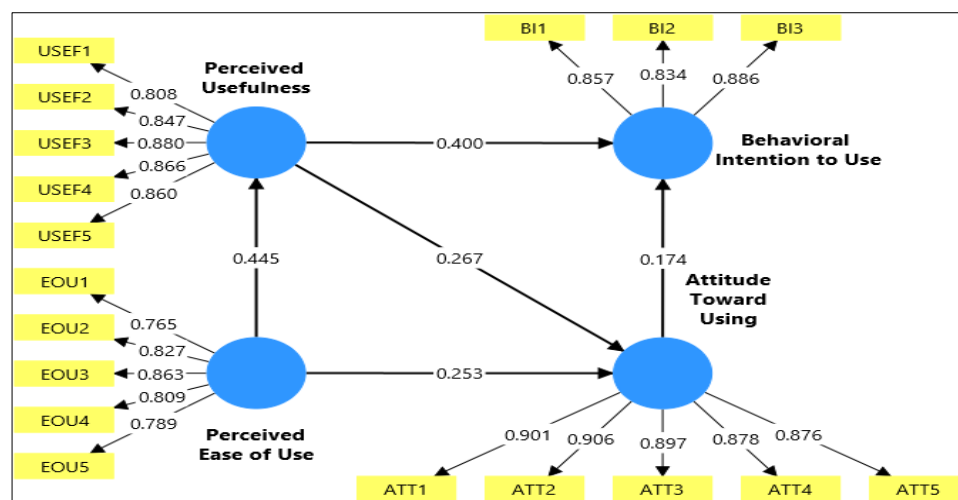 BI1
BI2
BI3
USEF1
USEF2
USEF3
USEF4
USEF5
Perceived
Usefulness
0.857
0.834
0.886
0.808
0.847
0.880
0.866
0.860
0.400
Behavioral
Intention to Use
0.445
0.267
0.174
Attitude
Toward
Using
EOU1
EOU2
EOU3
EOU4
EOU5
0.765
0.827
0.863
0.809
0.789
0.253
Perceived
Ease of Use
0.901
0.906
0.897
0.878
0.876
ATT1
ATT2
ATT3
ATT4
ATT5